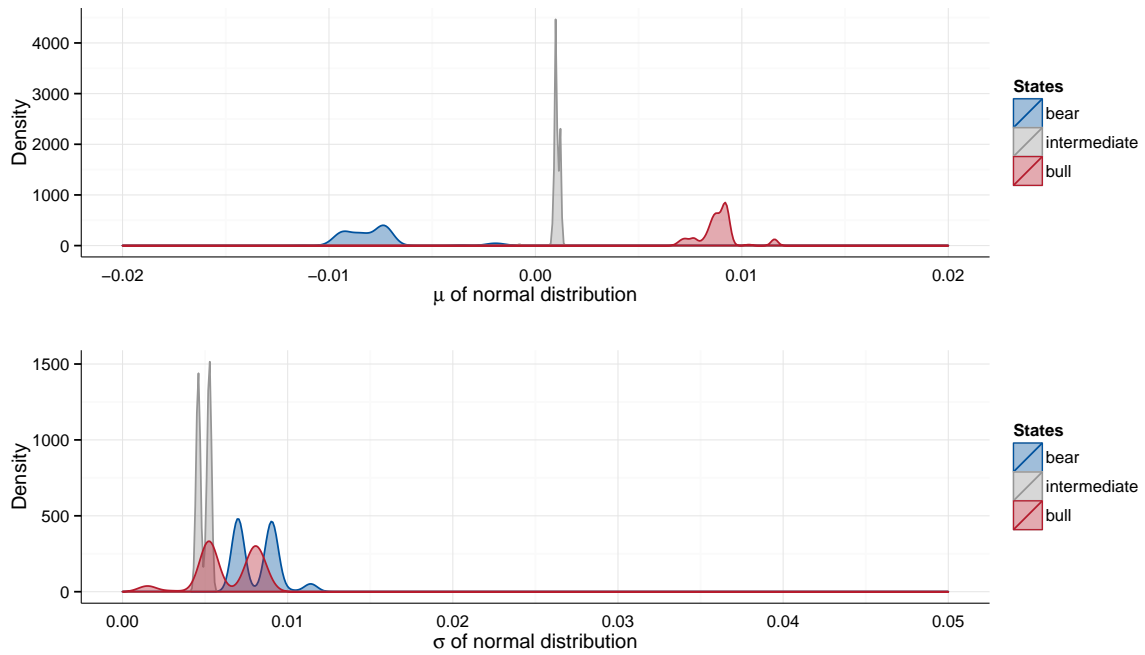 4000
3000
2000
1000
0
Density
−0.02
−0.01
0.00
0.01
0.02
μ of normal distribution
States
bear
intermediate
bull
1500
1000
500
0
Density
0.00
0.01
0.02
0.03
0.04
0.05
σ of normal distribution
States
bear
intermediate
bull